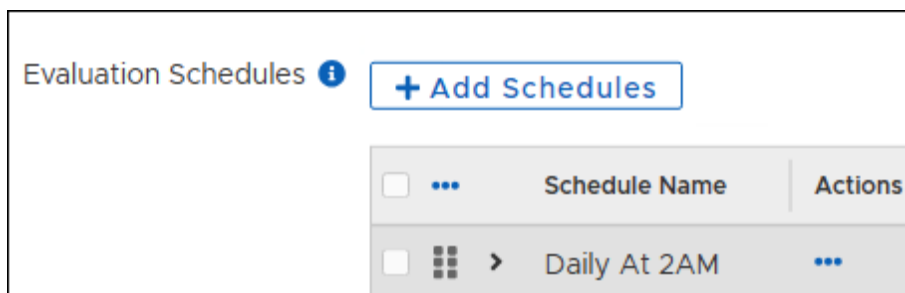 Evaluation Schedules
+ Add Schedules
Schedule Name Actions
Daily At 2AM